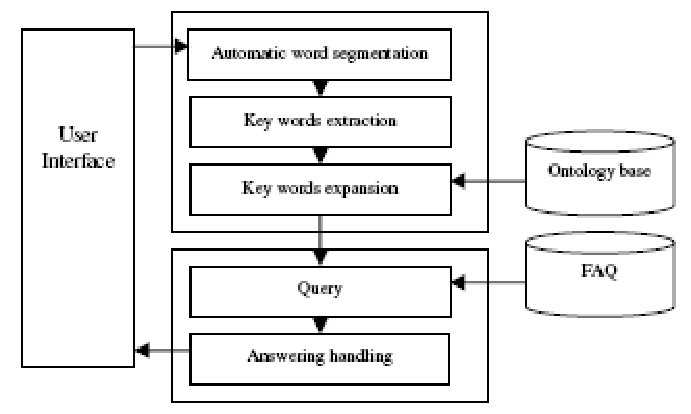 User
Interface
Automatic word segmentation
Key words extraction
Key words expansion
Ontology base
Query
FAQ
Answering handling